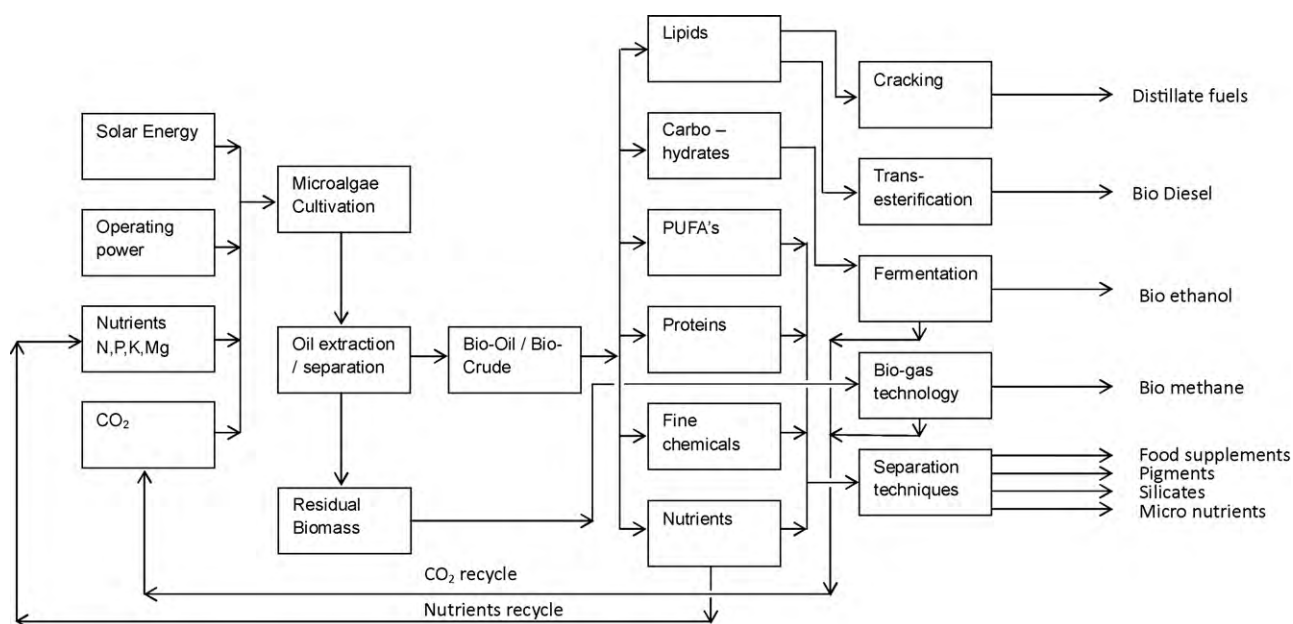 Solar Energy
Operating
power
Nutrients
N,P,K,Mg
CO₂
Microalgae
Cultivation
Oil extraction
/ separation
Residual
Biomass
Bio-Oil / Bio-
Crude
Lipids
Carbo –
hydrates
PUFA's
Proteins
Fine
chemicals
Nutrients
Cracking
Trans-
esterification
Fermentation
Bio-gas
technology
Separation
techniques
Distillate fuels
Bio Diesel
Bio ethanol
Bio methane
Food supplements
Pigments
Silicates
Micro nutrients
CO₂ recycle
Nutrients recycle